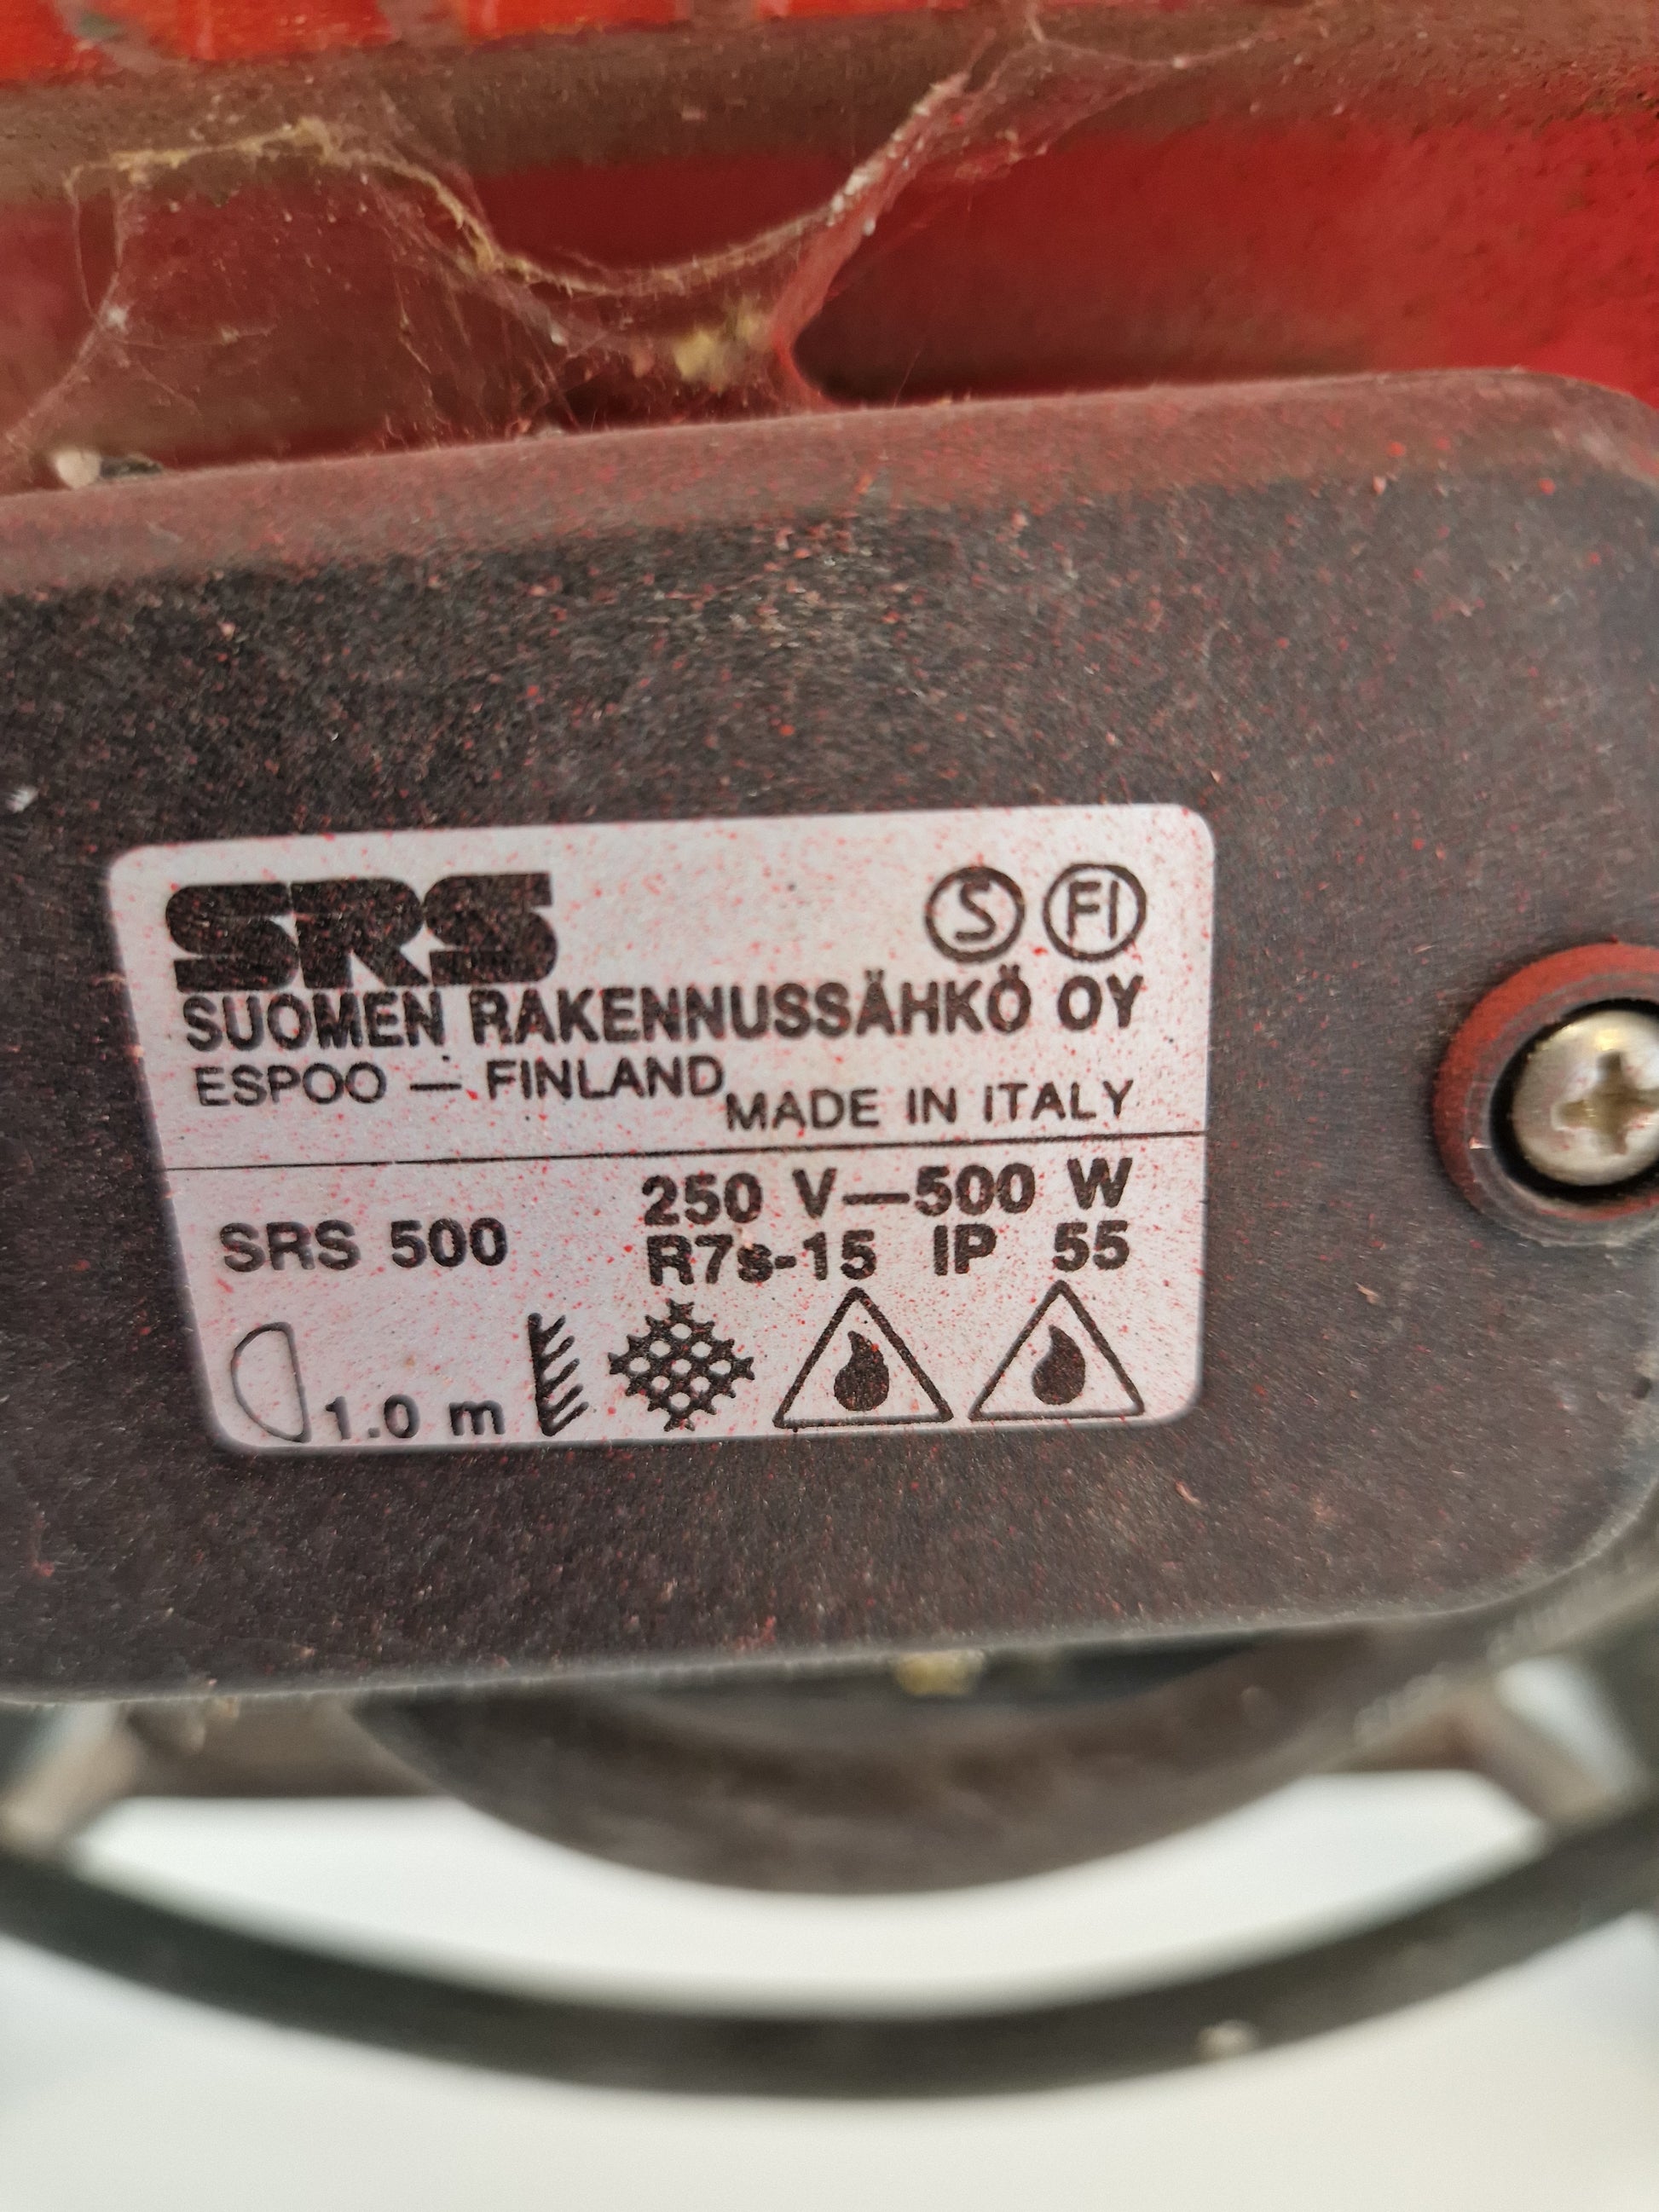 SRS S FI
SUOMEN RAKENNUSSÄHKÖ OY
ESPOO — FINLAND MADE IN ITALY
SRS 500
250 V—500 W
R7s-15 IP 55
1.0 m